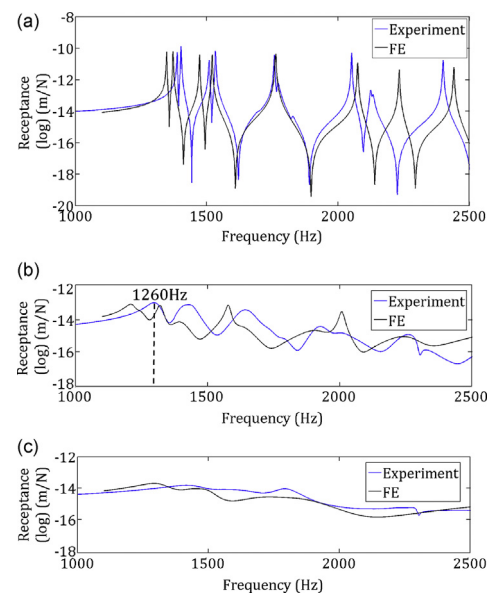 (a)
-8
-10
-12
-14
-16
-18
-20
Receptance
(log) (m/N)
Experiment
FE
1000
1500
2000
2500
Frequency (Hz)
(b)
-12
-14
-16
-18
Receptance
(log) (m/N)
1260Hz
Experiment
FE
1000
1500
2000
2500
Frequency (Hz)
(c)
-12
-14
-16
-18
Receptance
(log) (m/N)
Experiment
FE
1000
1500
2000
2500
Frequency (Hz)